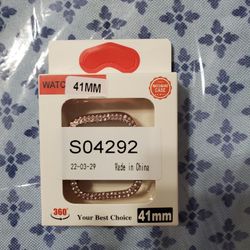 WATC
41MM
S04292
22-03-29 Made in China
360°
Your Best Choice
41mm